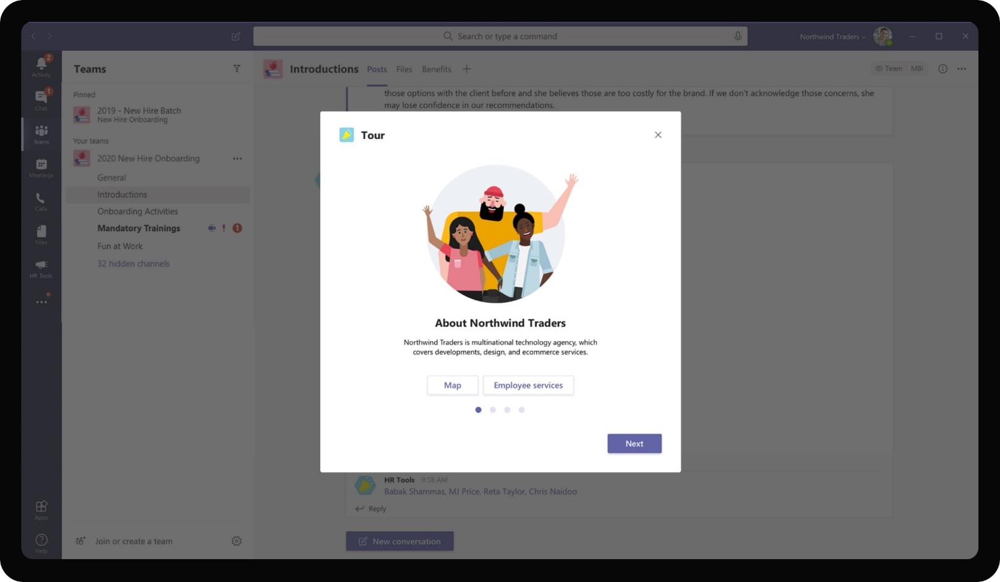 Search or type a command
Northwind Traders
2
Activity
1
Chat
Teams
Meetings
Calls
Files
HR Tools
Apps
Help
Teams
Pinned
2019 - New Hire Batch
New Hire Onboarding
Your teams
2020 New Hire Onboarding
General
Introductions
Onboarding Activities
Mandatory Trainings ! 1
Fun at Work
32 hidden channels
Join or create a team
Introductions Posts Files Benefits
Team MBI
those options with the client before and she believes those are too costly for the brand. If we don't acknowledge those concerns, she
may lose confidence in our recommendations.
Tour
About Northwind Traders
Northwind Traders is multinational technology agency, which
covers developments, design, and ecommerce services.
Map Employee services
Next
HR Tools 9:18 AM
Babak Shammas, MJ Price, Reta Taylor, Chris Naidoo
Reply
New conversation